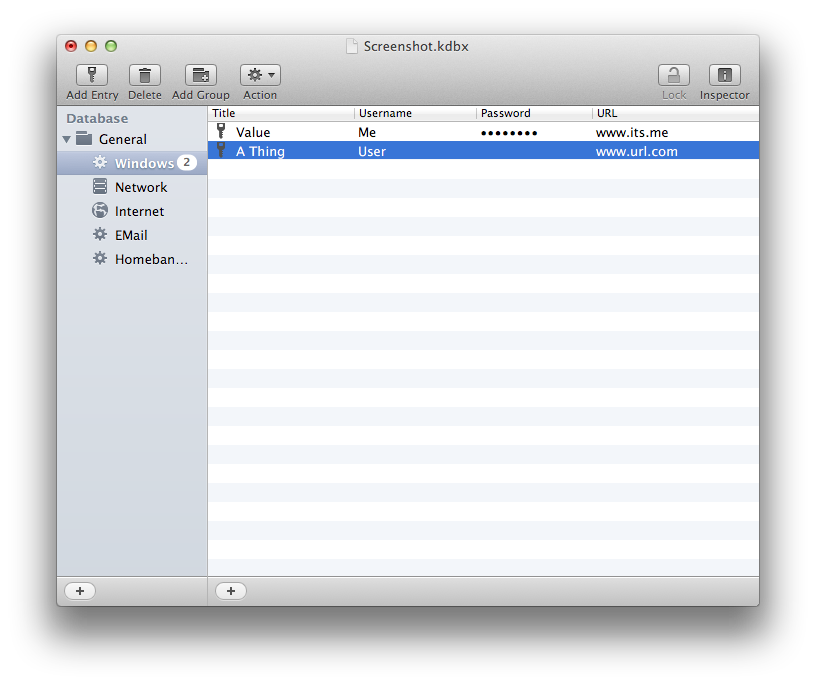 Screenshot.kdbx
Add Entry Delete Add Group Action Lock Inspector
Database
General
Windows 2
Network
Internet
EMail
Homeban...
Title Username Password URL
Value Me •••••••• www.its.me
A Thing User www.url.com
+ +